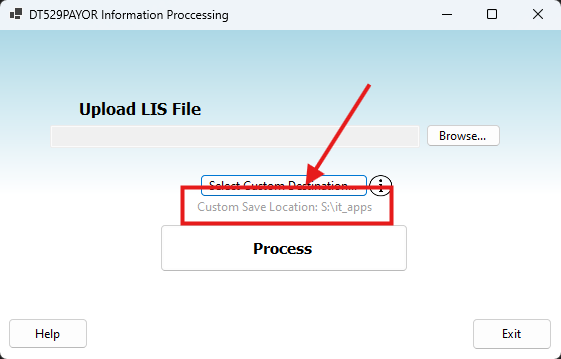 DT529PAYOR Information Proccessing
Upload LIS File
Browse...
Select Custom Destination...
Custom Save Location: S:\it_apps
Process
Help
Exit